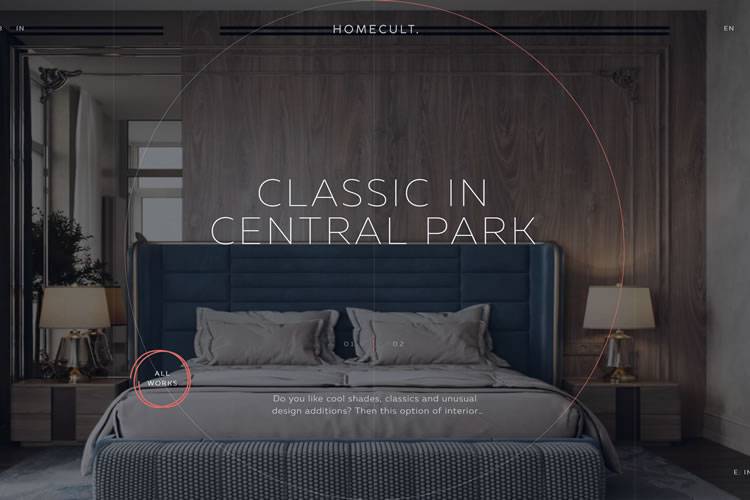 IN
HOMECULT.
EN
CLASSIC IN
CENTRAL PARK
01
02
ALL
WORKS
Do you like cool shades, classics and unusual
design additions? Then this option of interior..
E: IN